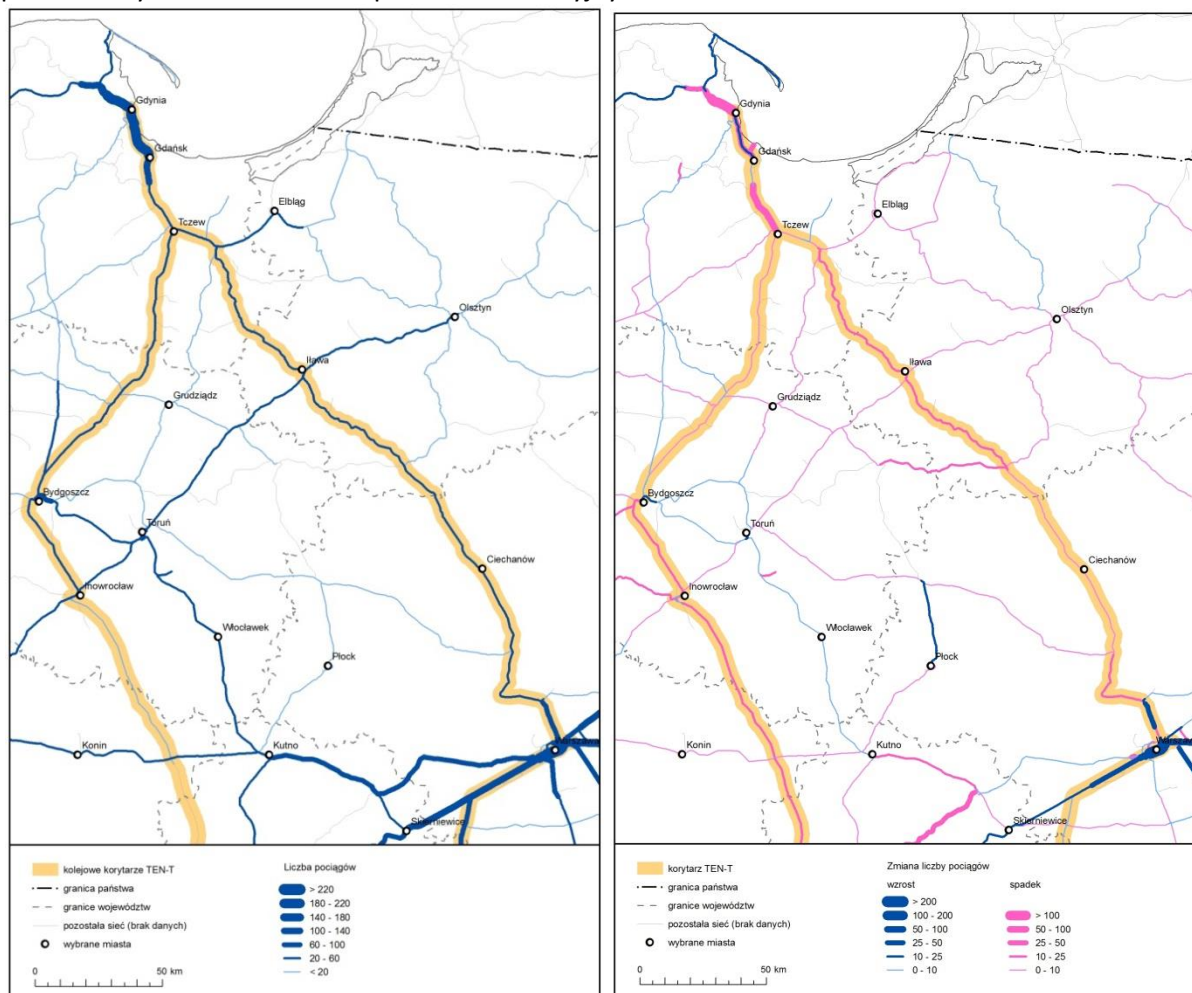 Gdynia
Gdańsk
Tczew
Elbląg
Olsztyn
Iława
Grudziądz
Bydgoszcz
Toruń
Ciechanów
Inowrocław
Włocławek
Płock
Konin
Kutno
Warszawa
Skierniewice
kolejowe korytarze TEN-T
granica państwa
granice województw
pozostała sieć (brak danych)
wybrane miasta
0 50 km
Liczba pociągów
> 220
180 - 220
140 - 180
100 - 140
60 - 100
20 - 60
< 20
Gdynia
Gdańsk
Tczew
Elbląg
Olsztyn
Iława
Grudziądz
Bydgoszcz
Toruń
Ciechanów
Inowrocław
Włocławek
Płock
Konin
Kutno
Skierniewice
korytarz TEN-T
granica państwa
granice województw
pozostała sieć (brak danych)
wybrane miasta
0 50 km
Zmiana liczby pociągów
wzrost spadek
> 200
100 - 200 > 100
50 - 100 50 - 100
25 - 50 25 - 50
10 - 25 10 - 25
0 - 10 0 - 10